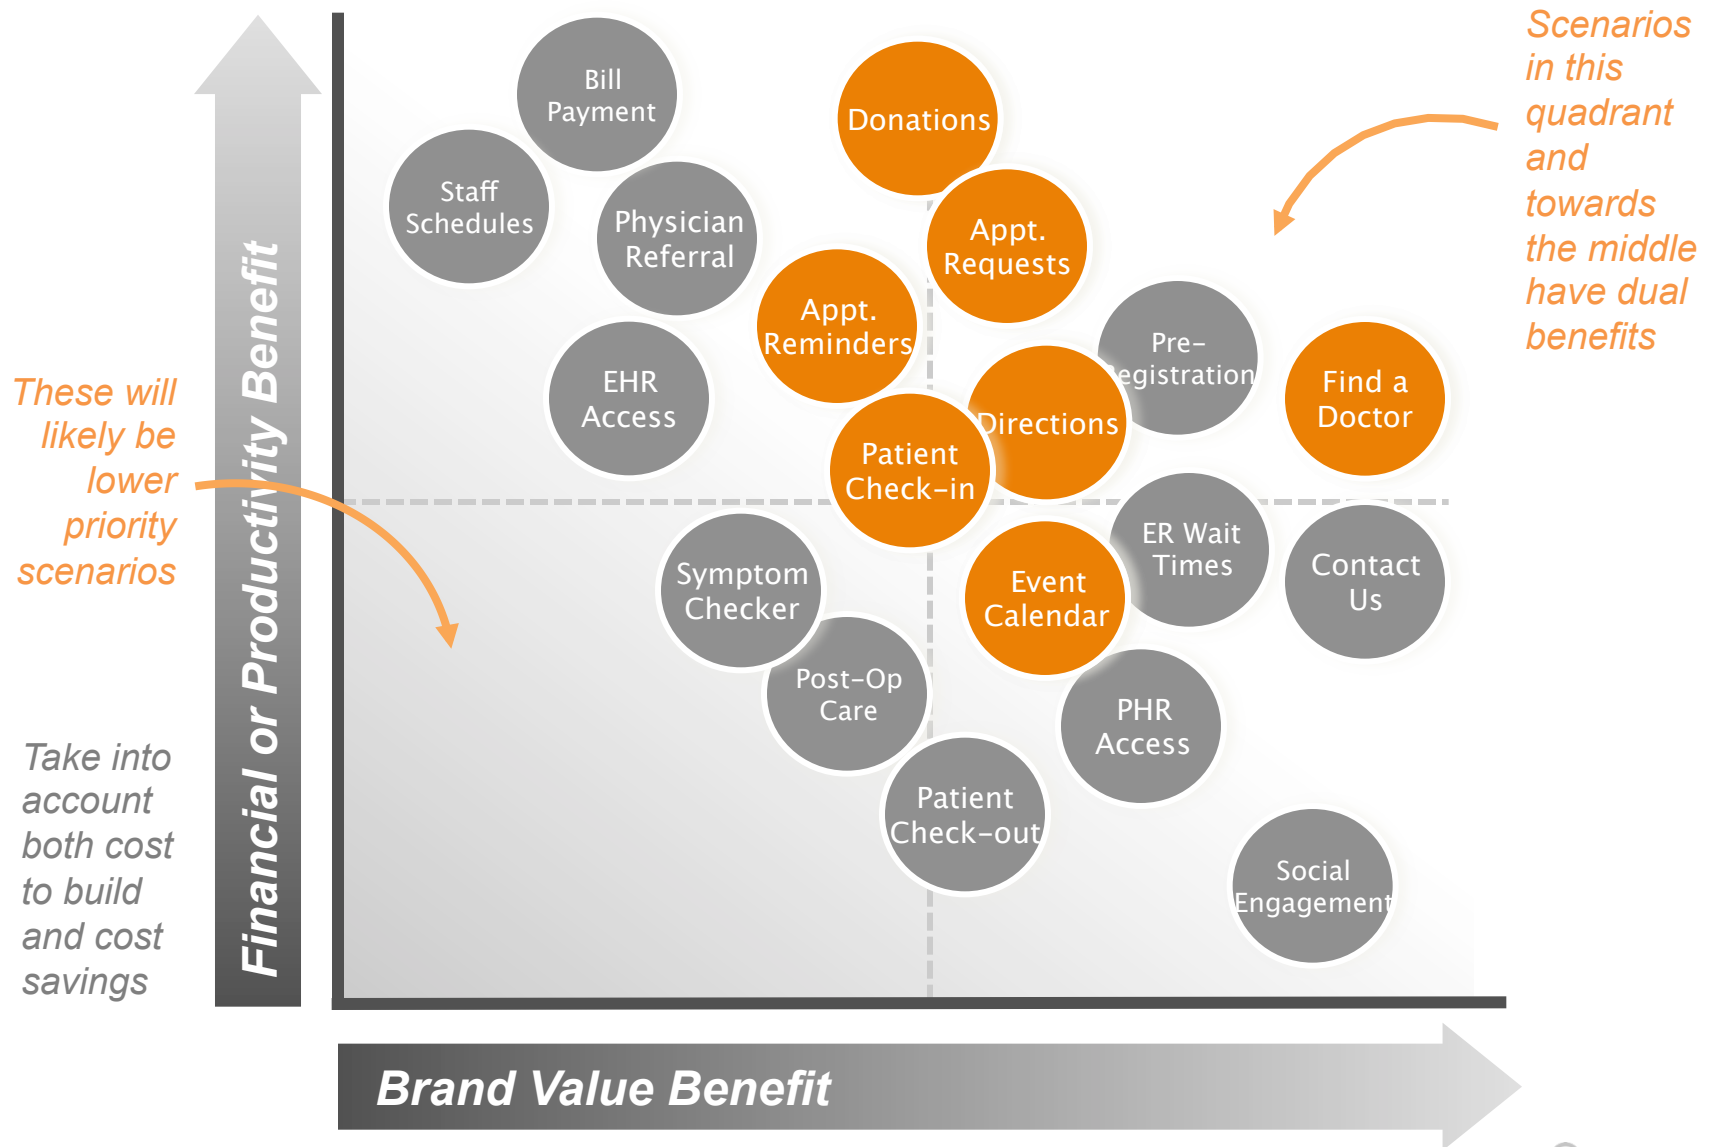 Scenarios
in this
quadrant
and
towards
the middle
have dual
benefits
Bill
Payment
Donations
Staff
Schedules
Physician
Referral
Appt.
Requests
Appt.
Reminders
Pre-
Registration
EHR
Access
Find a
Doctor
Directions
Patient
Check-in
These will
likely be
lower
priority
scenarios
ER Wait
Times
Contact
Us
Symptom
Checker
Event
Calendar
Post-Op
Care
PHR
Access
Patient
Check-out
Social
Engagement
Financial or Productivity Benefit
Take into
account
both cost
to build
and cost
savings
Brand Value Benefit